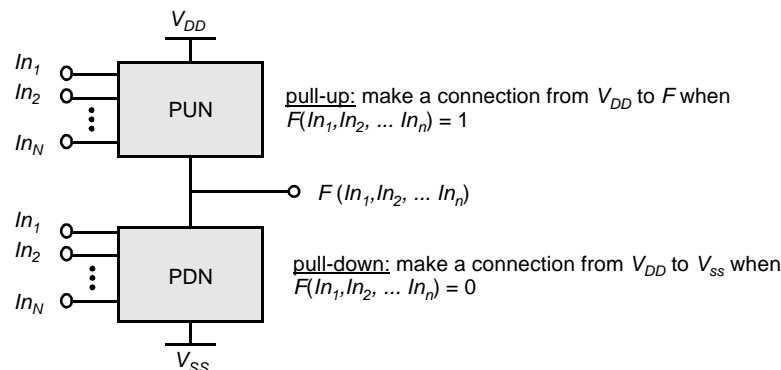 V_DD
In_1
In_2
In_N
PUN
pull-up: make a connection from V_DD to F when
F(In_1,In_2, ... In_n) = 1
F (In_1,In_2, ... In_n)
In_1
In_2
In_N
PDN
pull-down: make a connection from V_DD to V_ss when
F(In_1,In_2, ... In_n) = 0
V_SS